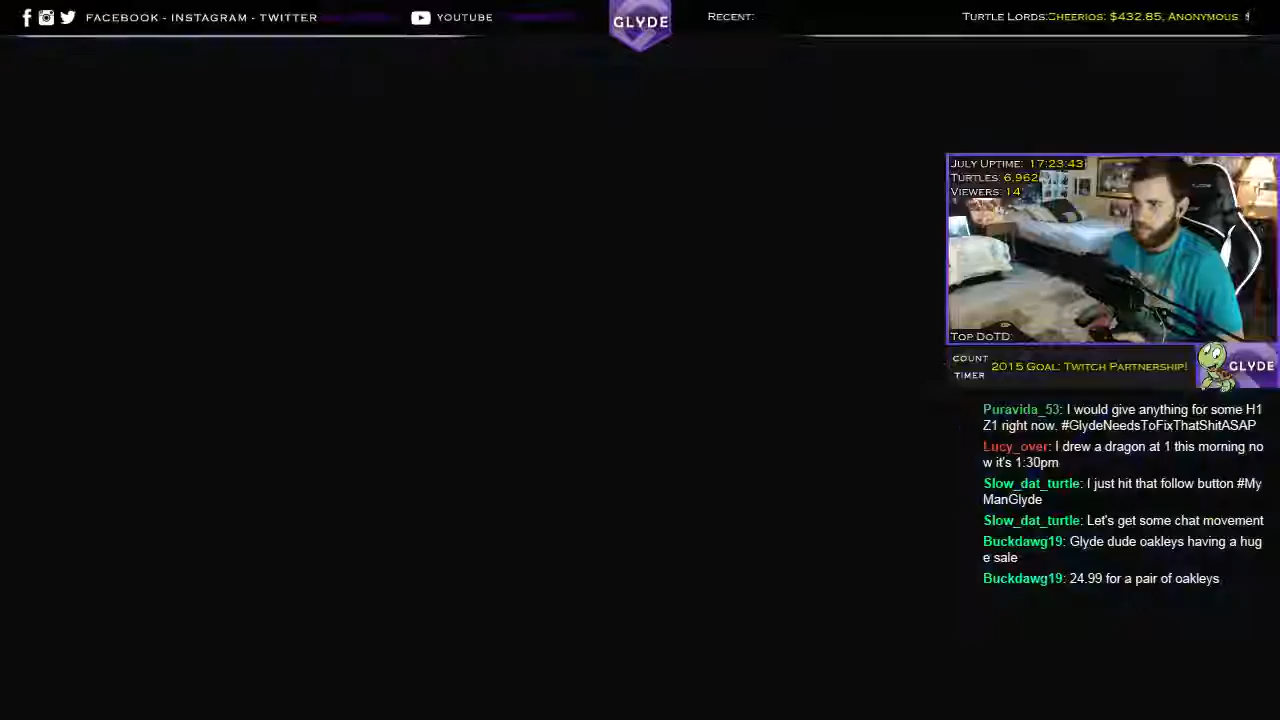 FACEBOOK - INSTAGRAM - TWITTER
YOUTUBE
GLYDE
RECENT:
TURTLE LORDS:CHEERIOS: $432.85, ANONYMOUS
JULY UPTIME: 17:23:43
TURTLES: 6,962
VIEWERS: 14
TOP DOTD:
COUNT
TIMER
2015 GOAL: TWITCH PARTNERSHIP!
GLYDE
Puravida_53: I would give anything for some H1
Z1 right now. #GlydeNeedsToFixThatShitASAP
Lucy_over: I drew a dragon at 1 this morning no
w it's 1:30pm
Slow_dat_turtle: I just hit that follow button #My
ManGlyde
Slow_dat_turtle: Let's get some chat movement
Buckdawg19: Glyde dude oakleys having a hug
e sale
Buckdawg19: 24.99 for a pair of oakleys